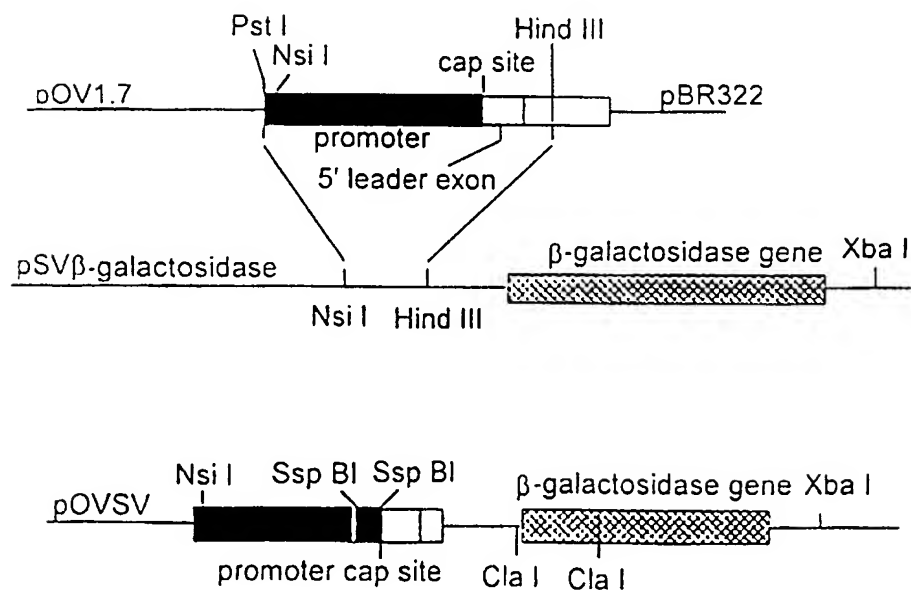 Hind III
Pst I
Nsi I
cap site
pOV1.7
pBR322
promoter
5' leader exon
pSVβ-galactosidase
β-galactosidase gene
Xba I
Nsi I
Hind III
Nsi I
Ssp BI
Ssp BI
β-galactosidase gene
Xba I
pOVSV
promoter
cap site
Cla I
Cla I